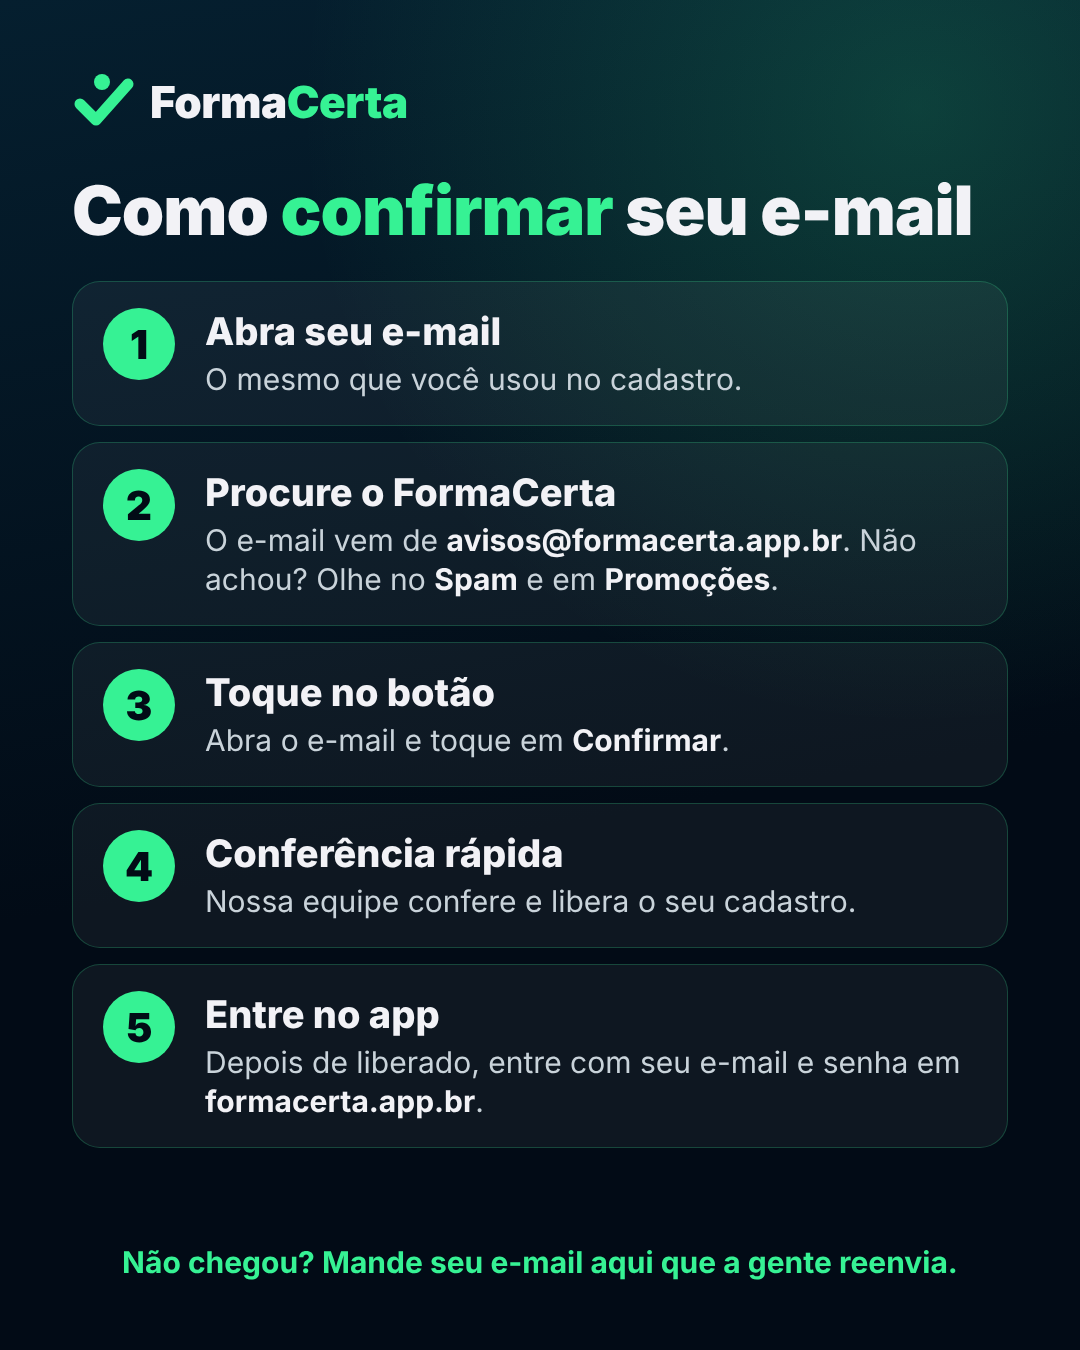 FormaCerta
Como confirmar seu e-mail
1
Abra seu e-mail
O mesmo que você usou no cadastro.
2
Procure o FormaCerta
O e-mail vem de avisos@formacerta.app.br. Não
achou? Olhe no Spam e em Promoções.
3
Toque no botão
Abra o e-mail e toque em Confirmar.
4
Conferência rápida
Nossa equipe confere e libera o seu cadastro.
5
Entre no app
Depois de liberado, entre com seu e-mail e senha em
formacerta.app.br.
Não chegou? Mande seu e-mail aqui que a gente reenvia.